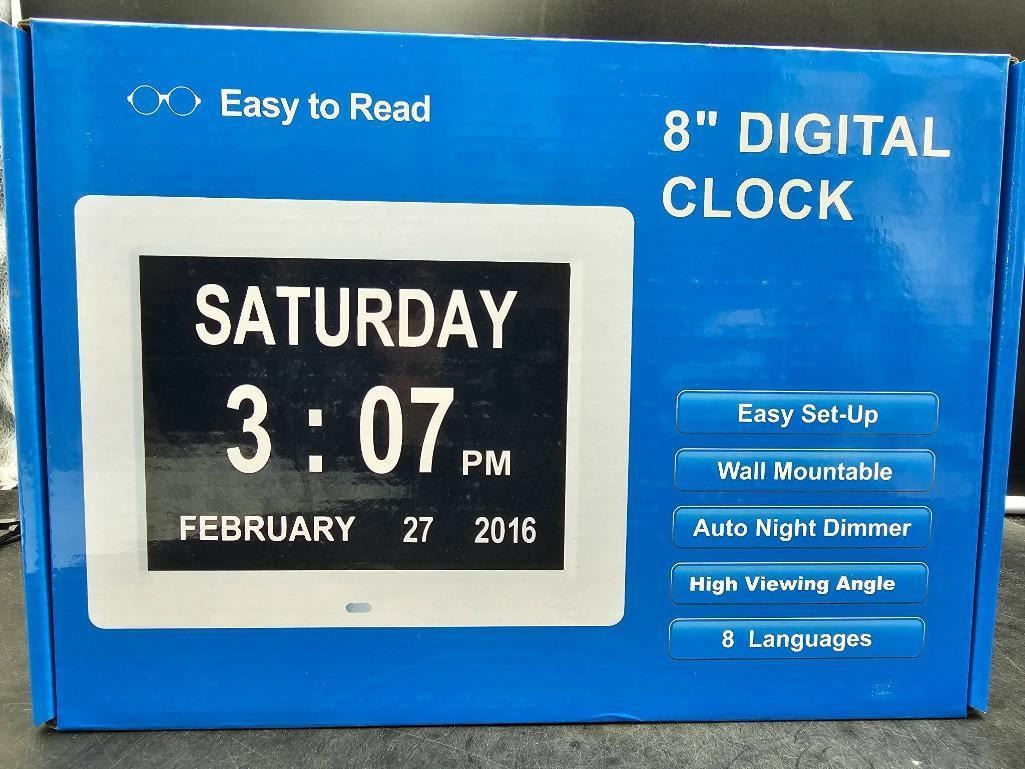 Easy to Read
8" DIGITAL
CLOCK
SATURDAY
3 : 07 PM
FEBRUARY 27 2016
Easy Set-Up
Wall Mountable
Auto Night Dimmer
High Viewing Angle
8 Languages